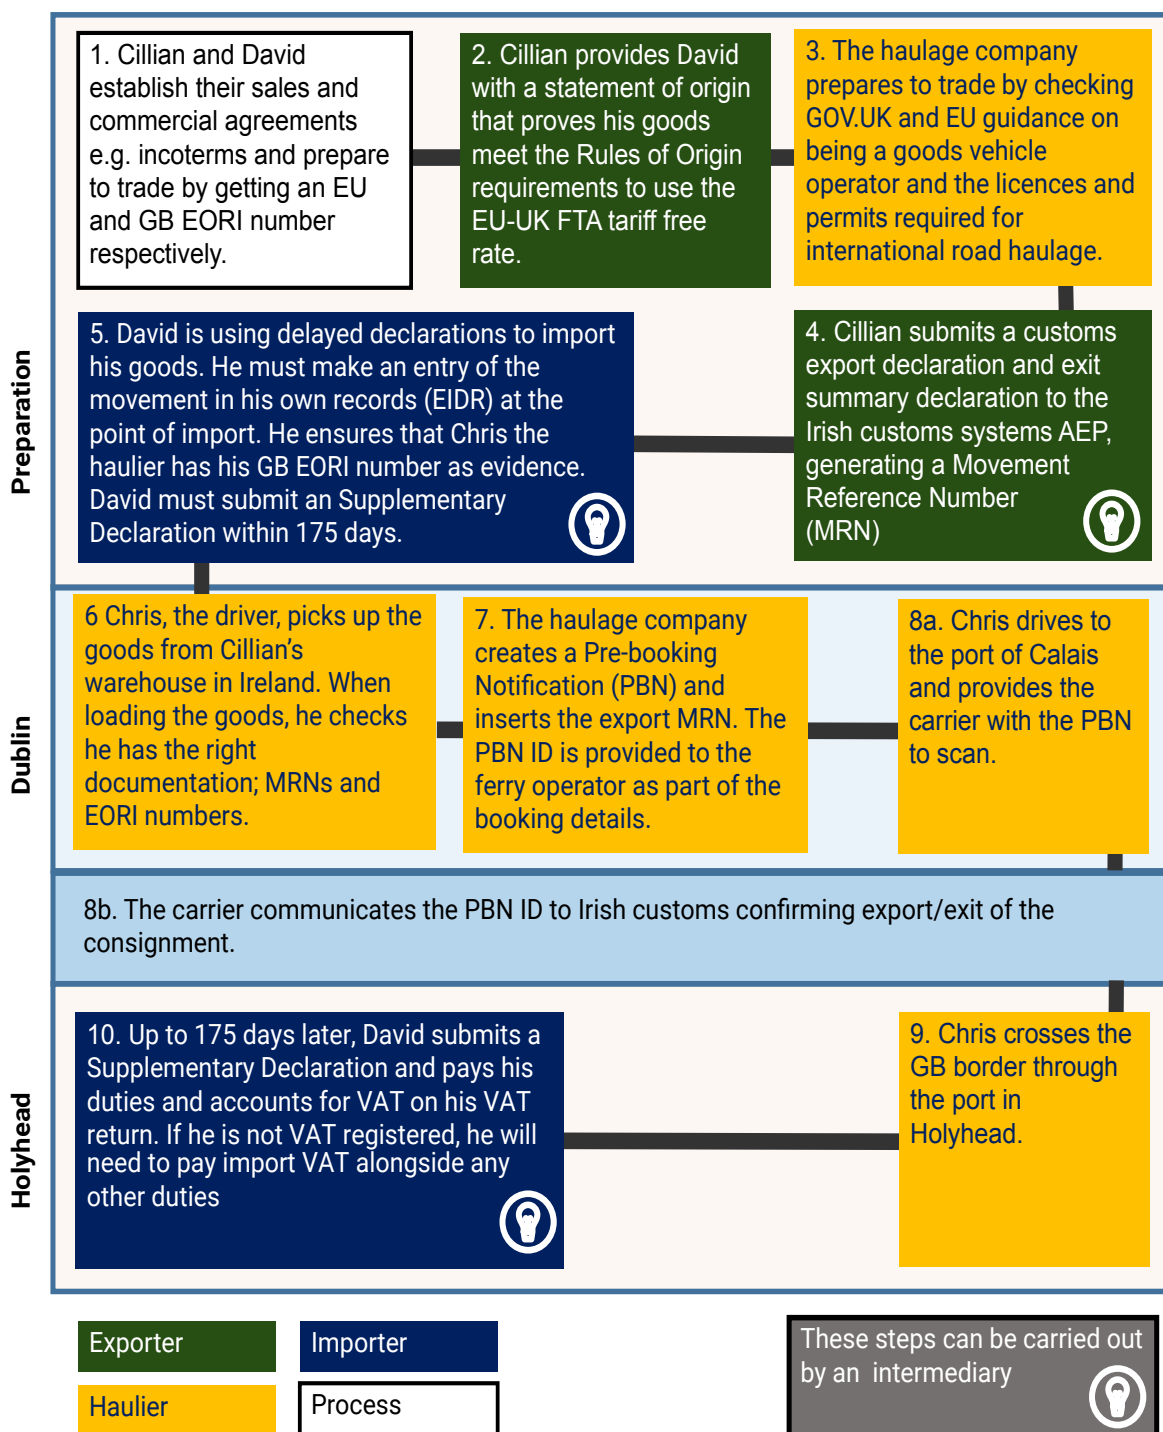 Preparation
1. Cillian and David
establish their sales and
commercial agreements
e.g. incoterms and prepare
to trade by getting an EU
and GB EORI number
respectively.
2. Cillian provides David
with a statement of origin
that proves his goods
meet the Rules of Origin
requirements to use the
EU-UK FTA tariff free
rate.
3. The haulage company
prepares to trade by checking
GOV.UK and EU guidance on
being a goods vehicle
operator and the licences and
permits required for
international road haulage.
4. Cillian submits a customs
export declaration and exit
summary declaration to the
Irish customs systems AEP,
generating a Movement
Reference Number
(MRN)
5. David is using delayed declarations to import
his goods. He must make an entry of the
movement in his own records (EIDR) at the
point of import. He ensures that Chris the
haulier has his GB EORI number as evidence.
David must submit an Supplementary
Declaration within 175 days.
Dublin
6 Chris, the driver, picks up the
goods from Cillian’s
warehouse in Ireland. When
loading the goods, he checks
he has the right
documentation; MRNs and
EORI numbers.
7. The haulage company
creates a Pre-booking
Notification (PBN) and
inserts the export MRN. The
PBN ID is provided to the
ferry operator as part of the
booking details.
8a. Chris drives to
the port of Calais
and provides the
carrier with the PBN
to scan.
8b. The carrier communicates the PBN ID to Irish customs confirming export/exit of the
consignment.
Holyhead
9. Chris crosses the
GB border through
the port in
Holyhead.
10. Up to 175 days later, David submits a
Supplementary Declaration and pays his
duties and accounts for VAT on his VAT
return. If he is not VAT registered, he will
need to pay import VAT alongside any
other duties
Exporter
Importer
Haulier
Process
These steps can be carried out
by an intermediary